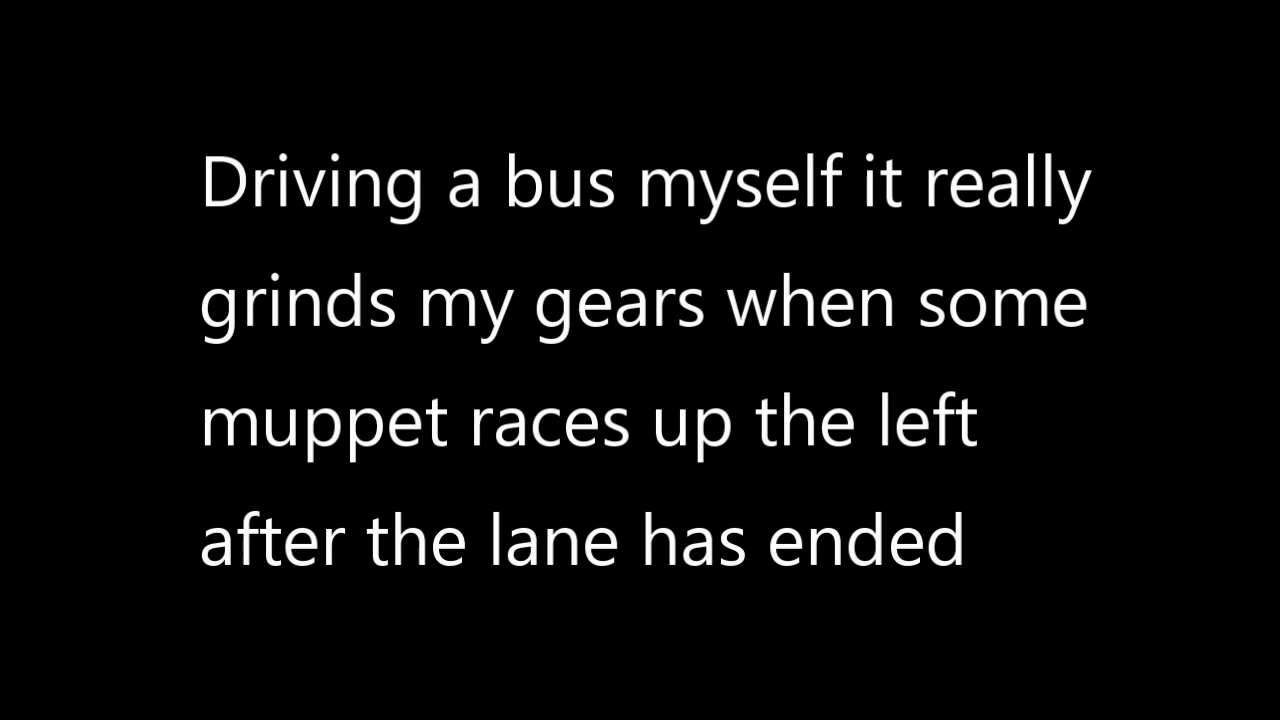 Driving a bus myself it really
grinds my gears when some
muppet races up the left
after the lane has ended